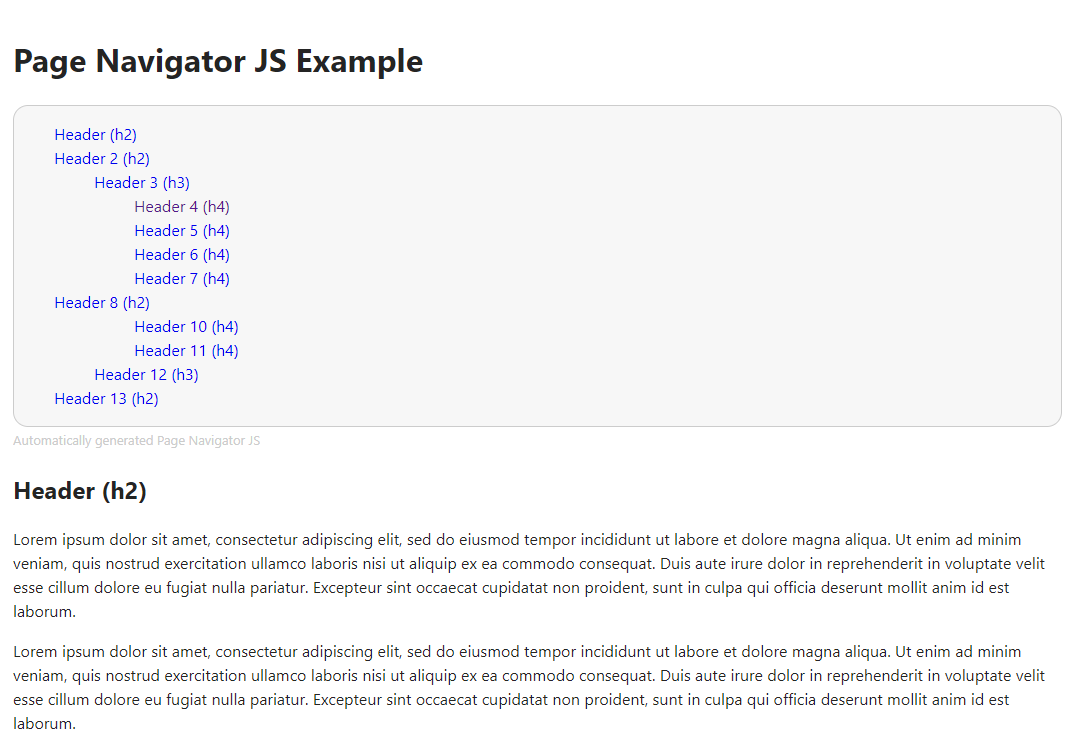 Page Navigator JS Example
Header (h2)
Header 2 (h2)
Header 3 (h3)
Header 4 (h4)
Header 5 (h4)
Header 6 (h4)
Header 7 (h4)
Header 8 (h2)
Header 10 (h4)
Header 11 (h4)
Header 12 (h3)
Header 13 (h2)
Automatically generated Page Navigator JS
Header (h2)
Lorem ipsum dolor sit amet, consectetur adipiscing elit, sed do eiusmod tempor incididunt ut labore et dolore magna aliqua. Ut enim ad minim
veniam, quis nostrud exercitation ullamco laboris nisi ut aliquip ex ea commodo consequat. Duis aute irure dolor in reprehenderit in voluptate velit
esse cillum dolore eu fugiat nulla pariatur. Excepteur sint occaecat cupidatat non proident, sunt in culpa qui officia deserunt mollit anim id est
laborum.
Lorem ipsum dolor sit amet, consectetur adipiscing elit, sed do eiusmod tempor incididunt ut labore et dolore magna aliqua. Ut enim ad minim
veniam, quis nostrud exercitation ullamco laboris nisi ut aliquip ex ea commodo consequat. Duis aute irure dolor in reprehenderit in voluptate velit
esse cillum dolore eu fugiat nulla pariatur. Excepteur sint occaecat cupidatat non proident, sunt in culpa qui officia deserunt mollit anim id est
laborum.